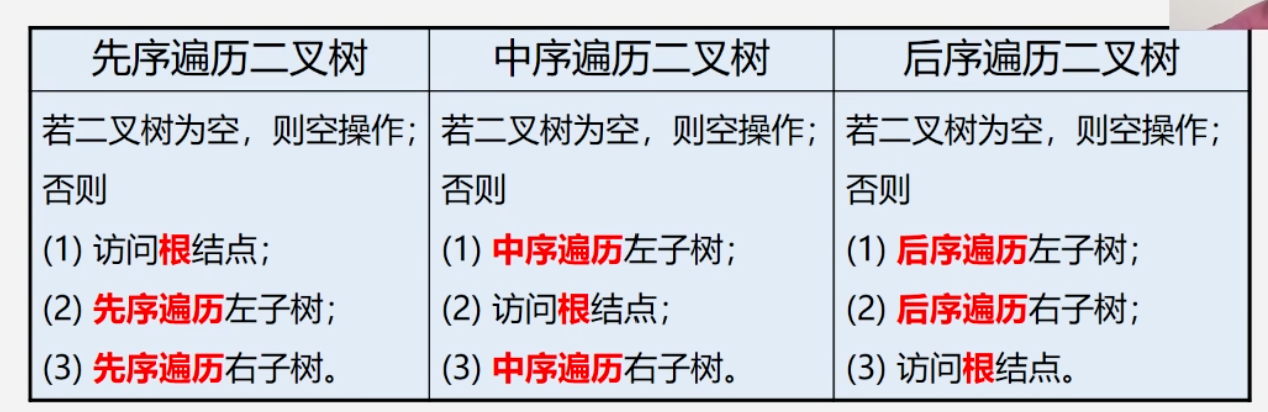 先序遍历二叉树
若二叉树为空，则空操作；
否则
(1) 访问根结点；
(2) 先序遍历左子树；
(3) 先序遍历右子树。
中序遍历二叉树
若二叉树为空，则空操作；
否则
(1) 中序遍历左子树；
(2) 访问根结点；
(3) 中序遍历右子树。
后序遍历二叉树
若二叉树为空，则空操作；
否则
(1) 后序遍历左子树；
(2) 后序遍历右子树；
(3) 访问根结点。